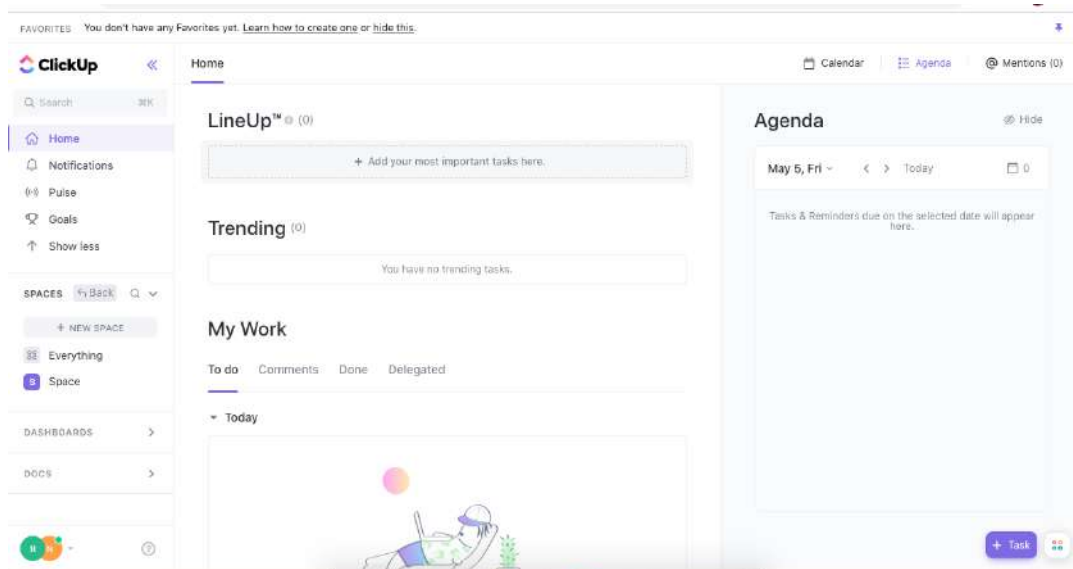 FAVORITES You don't have any Favorites yet. Learn how to create one or hide this.
ClickUp
Search ⌘K
Home
Notifications
Pulse
Goals
Show less
SPACES Back
+ NEW SPACE
Everything
S Space
DASHBOARDS
DOCS
Home
Calendar Agenda @ Mentions (0)
LineUp™ (0)
+ Add your most important tasks here.
Trending (0)
You have no trending tasks.
My Work
To do Comments Done Delegated
Today
Agenda Hide
May 5, Fri < > Today 0
Tasks & Reminders due on the selected date will appear
here.
+ Task